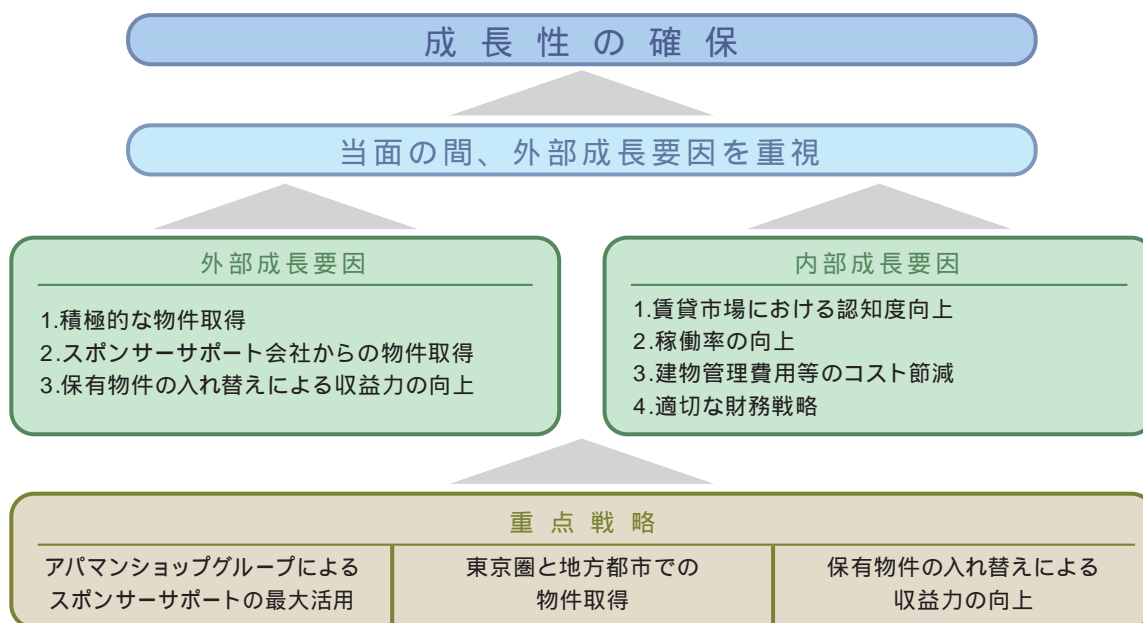 成長性の確保
当面の間、外部成長要因を重視
外部成長要因
1.積極的な物件取得
2.スポンサーサポート会社からの物件取得
3.保有物件の入れ替えによる収益力の向上
内部成長要因
1.賃貸市場における認知度向上
2.稼働率の向上
3.建物管理費用等のコスト節減
4.適切な財務戦略
重点戦略
アパマンショップグループによる
スポンサーサポートの最大活用
東京圏と地方都市での
物件取得
保有物件の入れ替えによる
収益力の向上